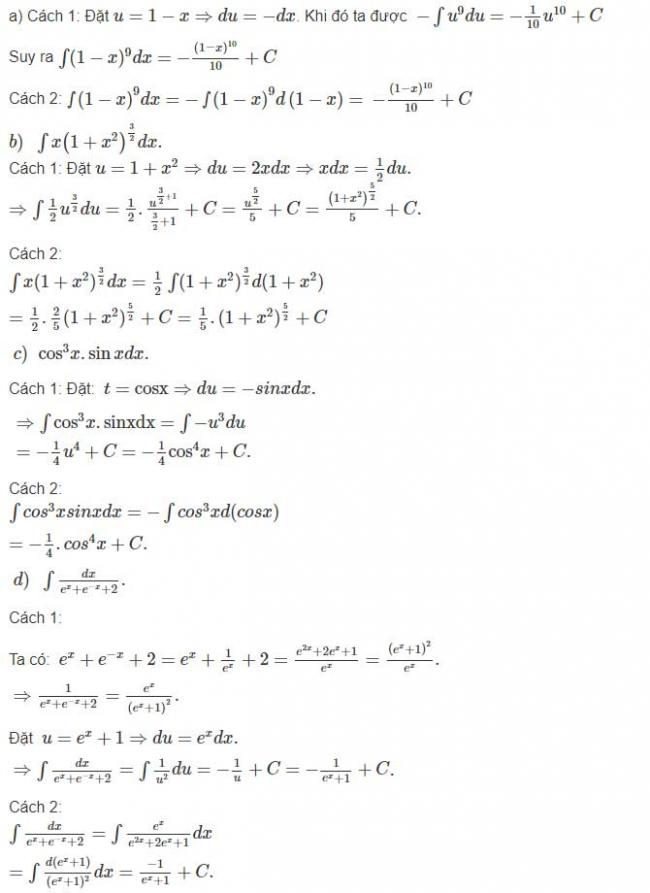 a) Cách 1: Đặt u = 1 − x ⇒ du = −dx. Khi đó ta được −∫u⁹du = −1/10 u¹⁰ + C
Suy ra ∫(1 − x)⁹dx = −(1−x)¹⁰/10 + C
Cách 2: ∫(1 − x)⁹dx = −∫(1 − x)⁹d(1 − x) = −(1−x)¹⁰/10 + C
b) ∫x(1 + x²)^(3/2)dx.
Cách 1: Đặt u = 1 + x² ⇒ du = 2xdx ⇒ xdx = 1/2 du.
⇒ ∫1/2 u^(3/2)du = 1/2 . u^(3/2+1)/(3/2+1) + C = u^(5/2)/5 + C = (1+x²)^(5/2)/5 + C.
Cách 2:
∫x(1 + x²)^(3/2)dx = 1/2 ∫(1 + x²)^(3/2)d(1 + x²)
= 1/2 . 2/5 (1 + x²)^(5/2) + C = 1/5 . (1 + x²)^(5/2) + C
c) cos³x. sin xdx.
Cách 1: Đặt: t = cosx ⇒ du = −sinxdx.
⇒ ∫cos³x. sinxdx = ∫−u³du
= −1/4 u⁴ + C = −1/4 cos⁴x + C.
Cách 2:
∫cos³xsinxdx = −∫cos³xd(cosx)
= −1/4 . cos⁴x + C.
d) ∫dx/(eˣ+e⁻ˣ+2).
Cách 1:
Ta có: eˣ + e⁻ˣ + 2 = eˣ + 1/eˣ + 2 = (e²ˣ+2eˣ+1)/eˣ = (eˣ+1)²/eˣ.
⇒ 1/(eˣ+e⁻ˣ+2) = eˣ/(eˣ+1)².
Đặt u = eˣ + 1 ⇒ du = eˣdx.
⇒ ∫dx/(eˣ+e⁻ˣ+2) = ∫1/u² du = −1/u + C = −1/(eˣ+1) + C.
Cách 2:
∫dx/(eˣ+e⁻ˣ+2) = ∫eˣ/(e²ˣ+2eˣ+1) dx
= ∫d(eˣ+1)/(eˣ+1)² dx = −1/(eˣ+1) + C.